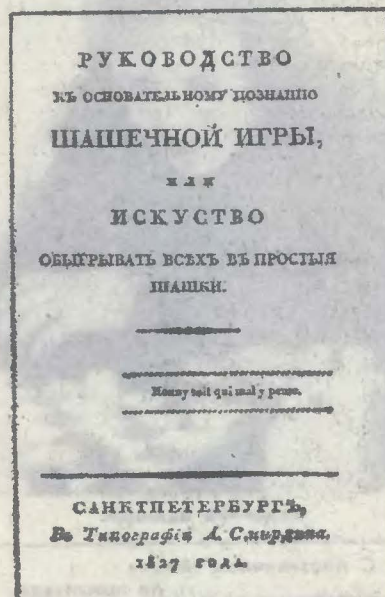 РУКОВОДСТВО
КЪ ОСНОВАТЕЛЬНОМУ ПОЗНАНІЮ
ШАШЕЧНОЙ ИГРЫ,
ИЛИ
ИСКУСТВО
ОБЫГРЫВАТЬ ВСѢХЪ ВЪ ПРОСТЫЯ
ШАШКИ.
Honny soit qui mal y pense.
САНКТПЕТЕРБУРГЪ,
Въ Типографіи А. Смирдина.
1827 ГОДА.